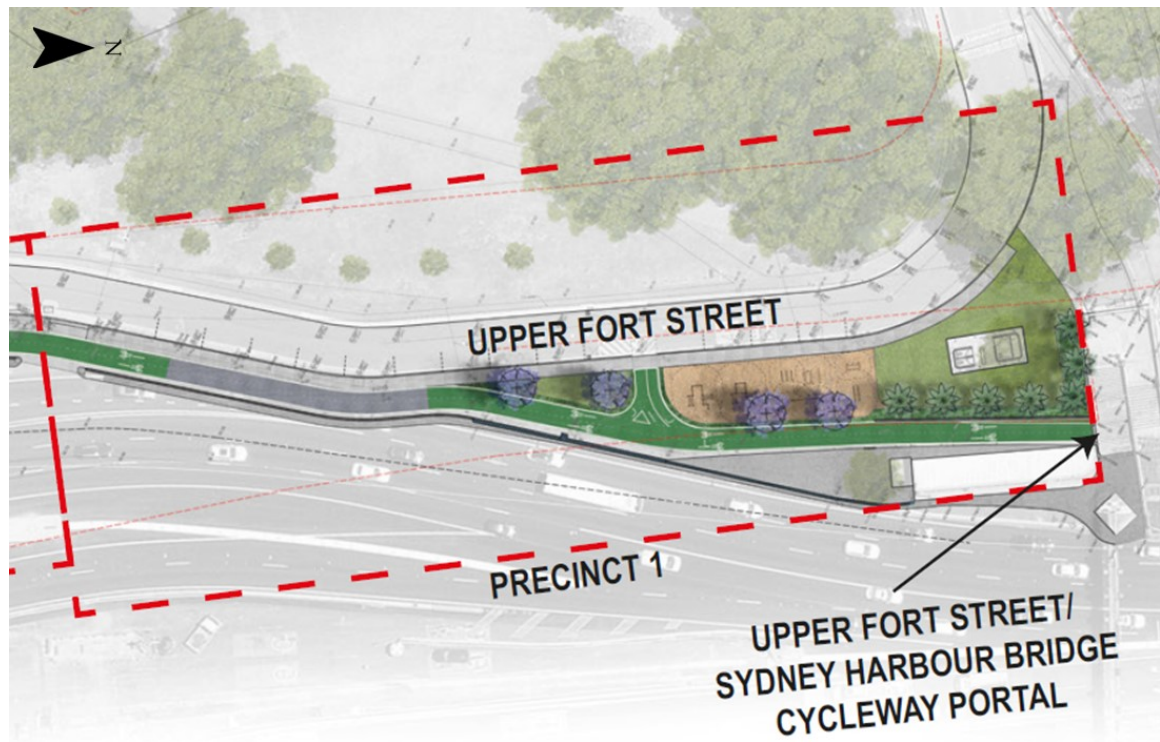 N
UPPER FORT STREET
PRECINCT 1
UPPER FORT STREET/
SYDNEY HARBOUR BRIDGE
CYCLEWAY PORTAL